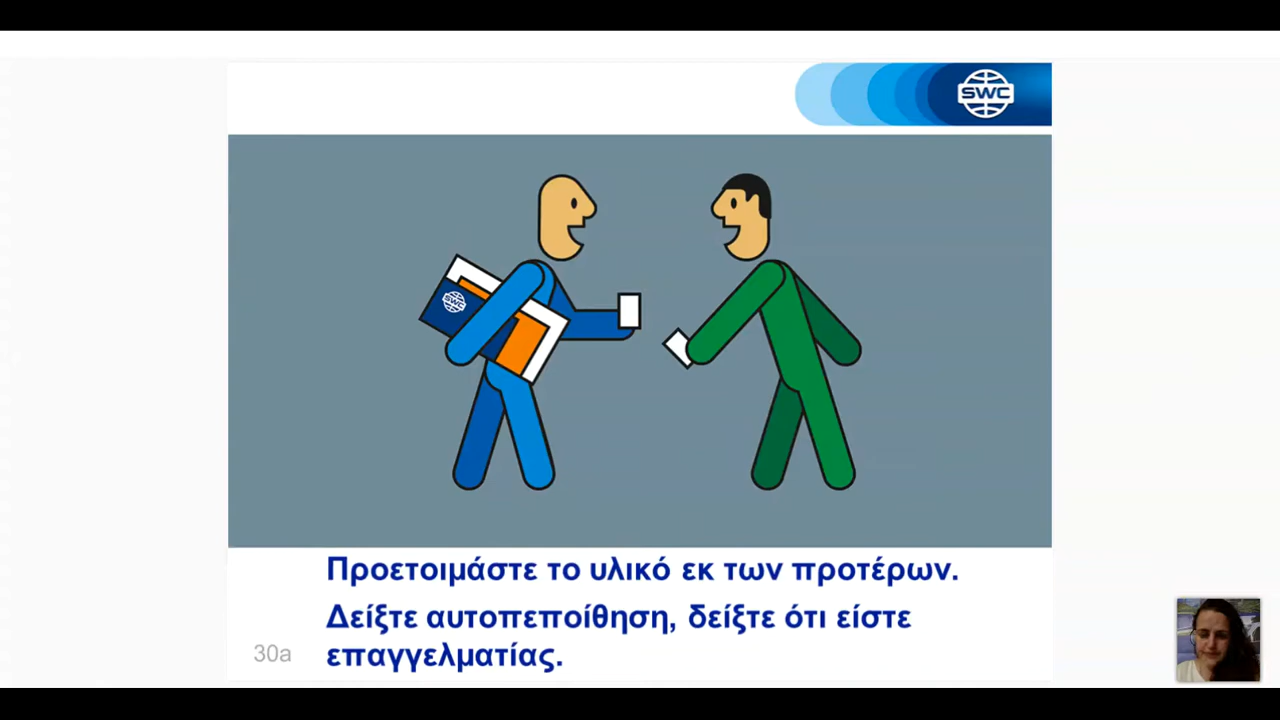 SWC
SWC
Προετοιμάστε το υλικό εκ των προτέρων.
Δείξτε αυτοπεποίθηση, δείξτε ότι είστε
επαγγελματίας.
30a